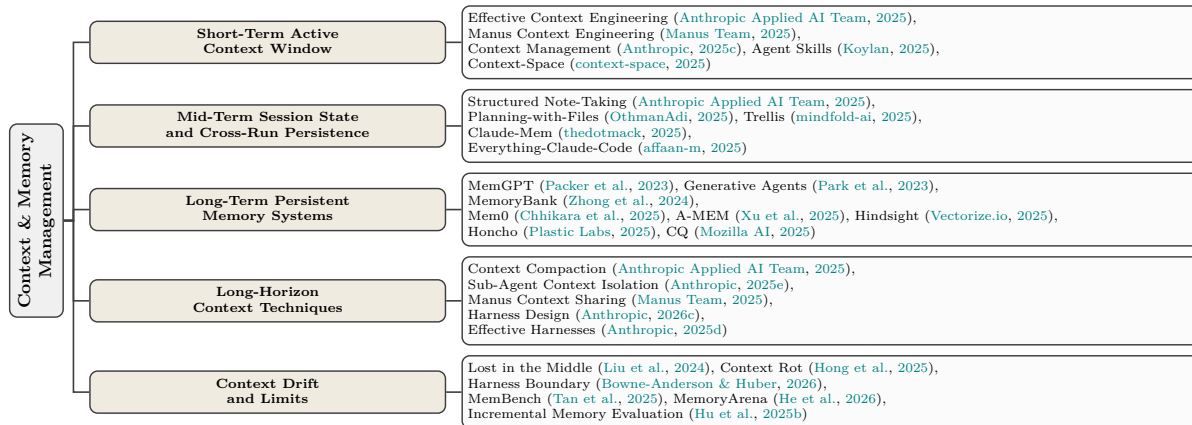 Context & Memory
Management
Short-Term Active
Context Window
Effective Context Engineering (Anthropic Applied AI Team, 2025),
Manus Context Engineering (Manus Team, 2025),
Context Management (Anthropic, 2025c), Agent Skills (Koylan, 2025),
Context-Space (context-space, 2025)
Mid-Term Session State
and Cross-Run Persistence
Structured Note-Taking (Anthropic Applied AI Team, 2025),
Planning-with-Files (OthmanAdi, 2025), Trellis (mindfold-ai, 2025),
Claude-Mem (thedotmack, 2025),
Everything-Claude-Code (affaan-m, 2025)
Long-Term Persistent
Memory Systems
MemGPT (Packer et al., 2023), Generative Agents (Park et al., 2023),
MemoryBank (Zhong et al., 2024),
Mem0 (Chhikara et al., 2025), A-MEM (Xu et al., 2025), Hindsight (Vectorize.io, 2025),
Honcho (Plastic Labs, 2025), CQ (Mozilla AI, 2025)
Long-Horizon
Context Techniques
Context Compaction (Anthropic Applied AI Team, 2025),
Sub-Agent Context Isolation (Anthropic, 2025e),
Manus Context Sharing (Manus Team, 2025),
Harness Design (Anthropic, 2026c),
Effective Harnesses (Anthropic, 2025d)
Context Drift
and Limits
Lost in the Middle (Liu et al., 2024), Context Rot (Hong et al., 2025),
Harness Boundary (Bowne-Anderson & Huber, 2026),
MemBench (Tan et al., 2025), MemoryArena (He et al., 2026),
Incremental Memory Evaluation (Hu et al., 2025b)